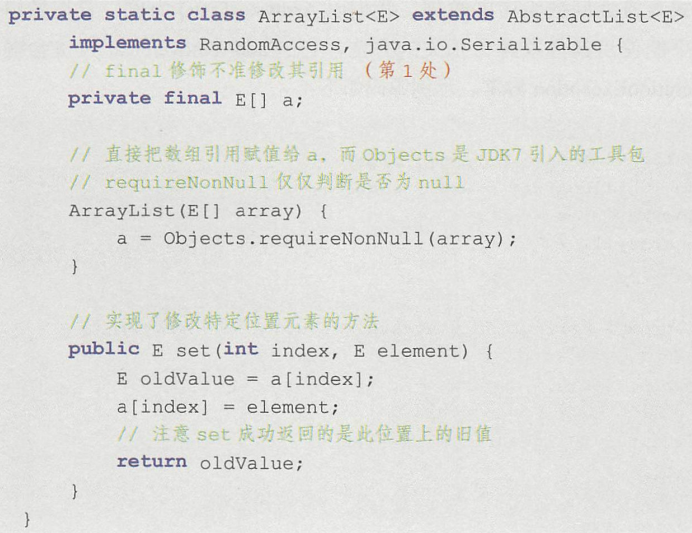 private static class ArrayList<E> extends AbstractList<E>
implements RandomAccess, java.io.Serializable {
// final 修饰不准修改其引用 （第 1 处）
private final E[] a;
// 直接把数组引用赋值给 a，而 Objects 是 JDK7 引入的工具包
// requireNonNull 仅仅判断是否为 null
ArrayList(E[] array) {
a = Objects.requireNonNull(array);
}
// 实现了修改特定位置元素的方法
public E set(int index, E element) {
E oldValue = a[index];
a[index] = element;
// 注意 set 成功返回的是此位置上的旧值
return oldValue;
}
}